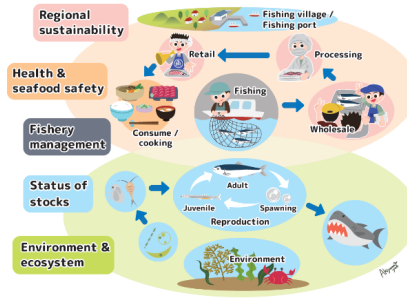 Regional
sustainability
Fishing village /
Fishing port
Retail
Processing
Health &
seafood safety
Fishing
Consume /
cooking
Wholesale
Fishery
management
Status of
stocks
Adult
Juvenile
Spawning
Reproduction
Environment &
ecosystem
Environment